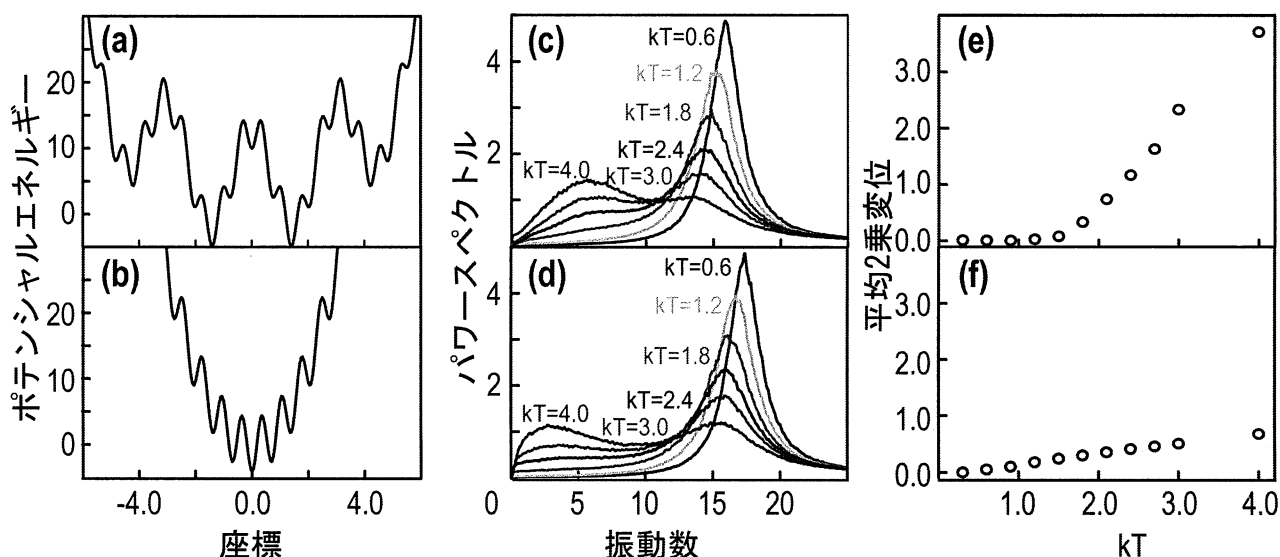 ポテンシャルエネルギー
(a)
20
10
0
(b)
20
10
0
-4.0 0.0 4.0
座標
パワースペクトル
(c)
4
2
kT=0.6
kT=1.2
kT=1.8
kT=2.4
kT=3.0
kT=4.0
(d)
4
2
kT=0.6
kT=1.2
kT=1.8
kT=2.4
kT=3.0
kT=4.0
0 5 10 15 20
振動数
平均2乗変位
(e)
3.0
2.0
1.0
0.0
(f)
3.0
2.0
1.0
0.0
1.0 2.0 3.0 4.0
kT